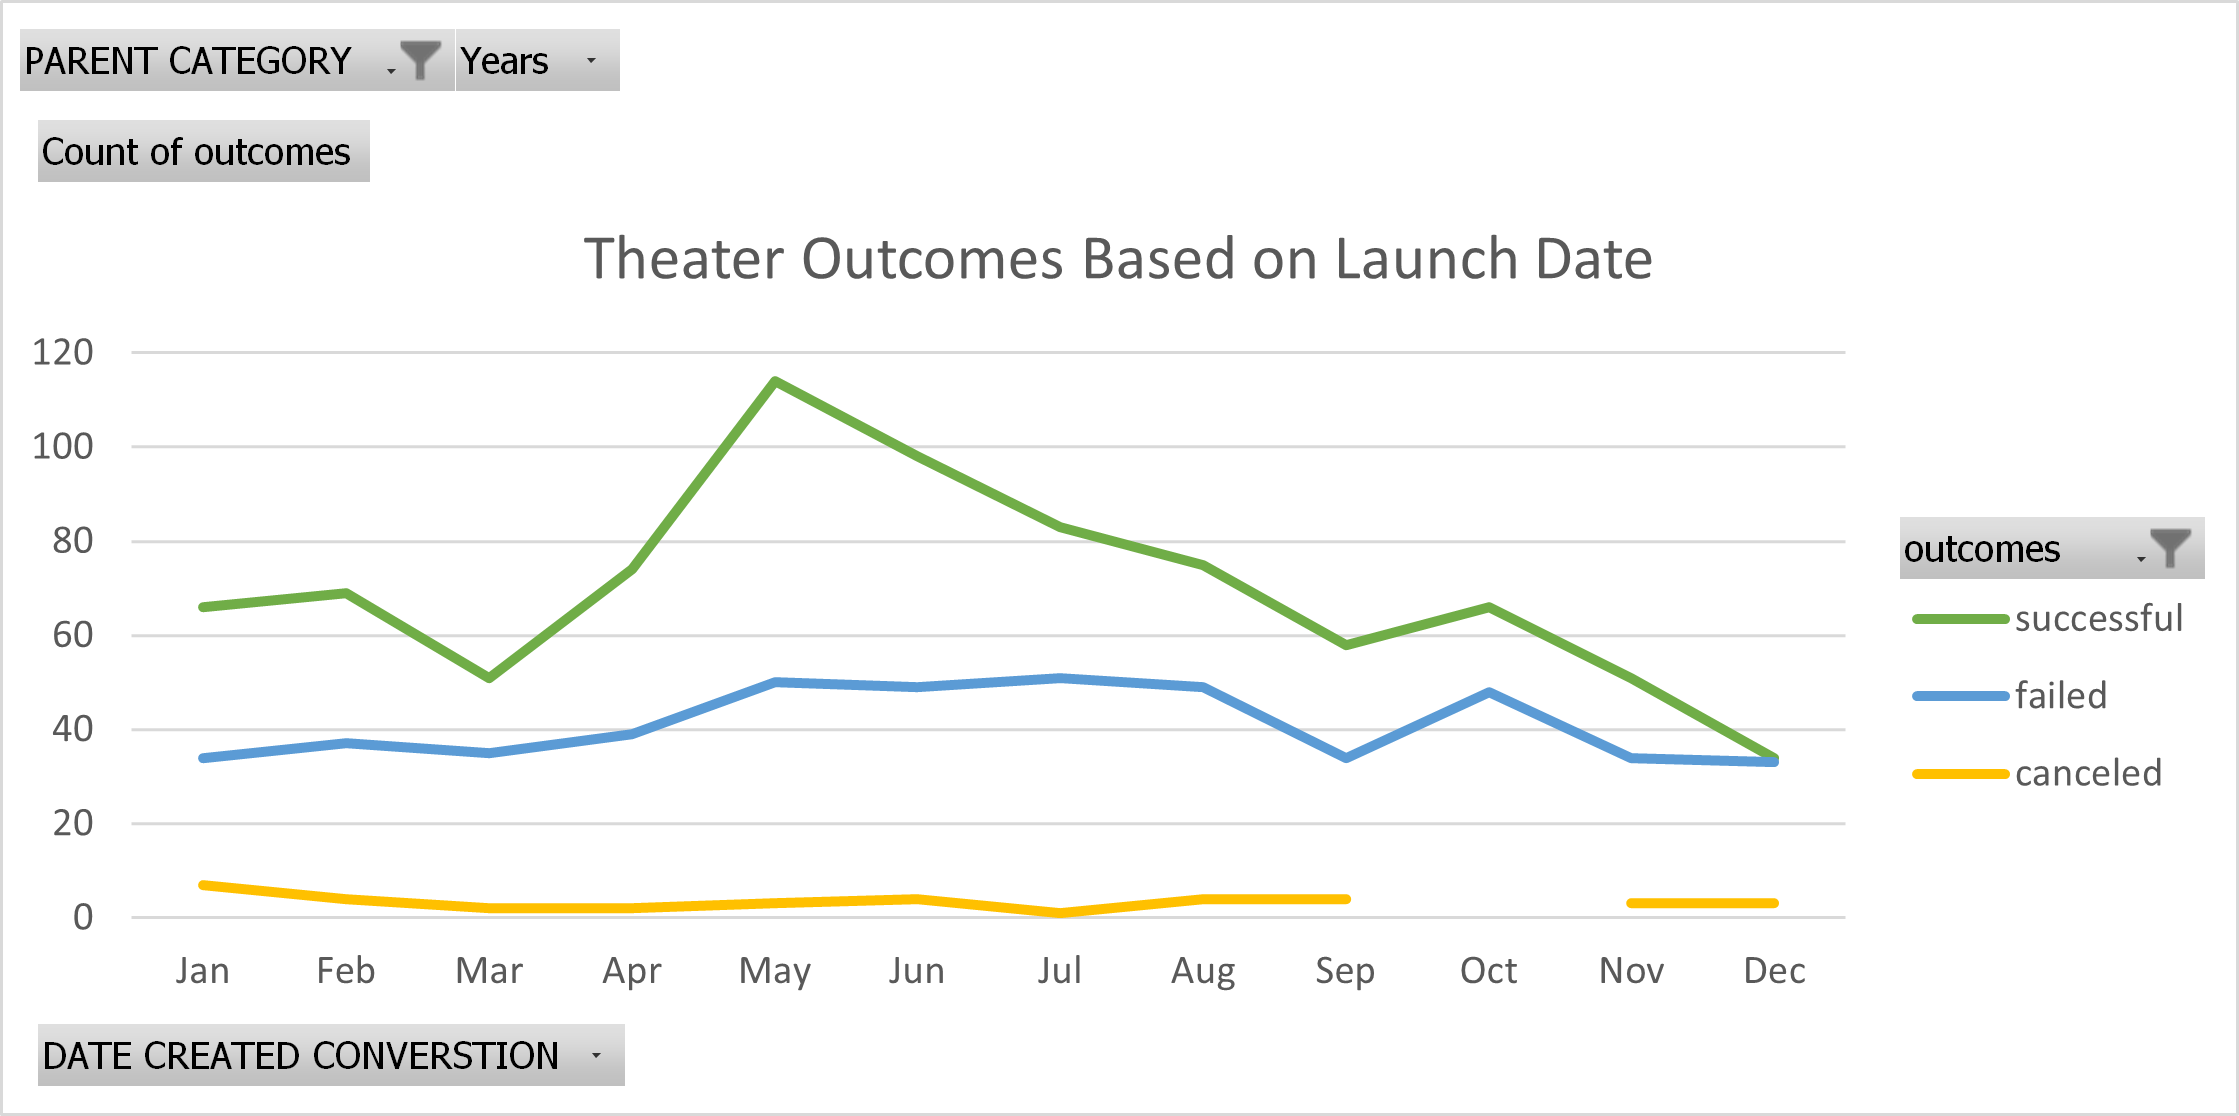 PARENT CATEGORY Years
Count of outcomes
Theater Outcomes Based on Launch Date
120
100
80
60
40
20
0
Jan Feb Mar Apr May Jun Jul Aug Sep Oct Nov Dec
outcomes
successful
failed
canceled
DATE CREATED CONVERSTION